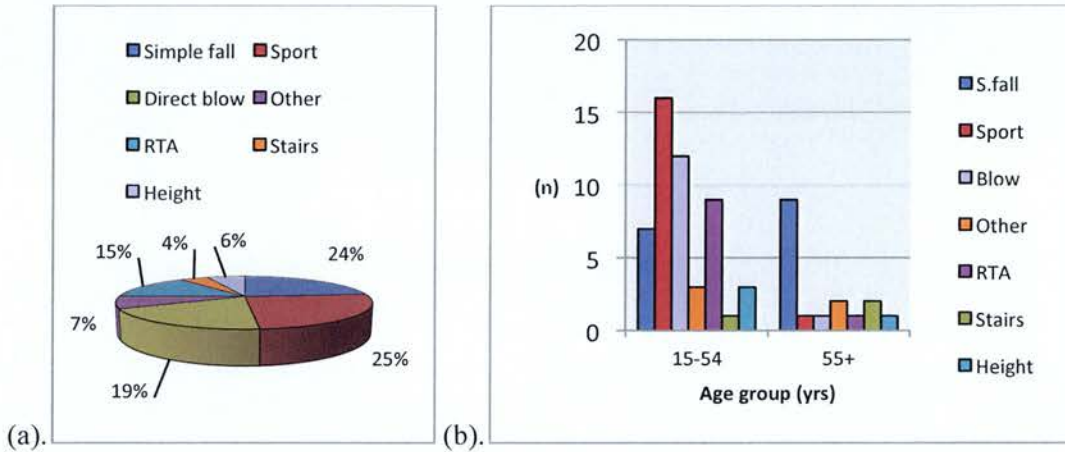 Simple fall Sport
Direct blow Other
RTA Stairs
Height
15% 4% 6% 24%
7% 19% 25%
(a).
20
15
(n) 10
5
0
15-54 55+
Age group (yrs)
S.fall
Sport
Blow
Other
RTA
Stairs
Height
(b).